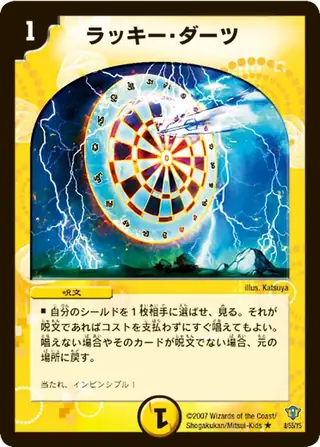 1
ラッキー・ダーツ
illus. Katsuya
呪文
■ 自分のシールドを1枚相手に選ばせ、見る。それが
呪文であればコストを支払わずにすぐ唱えてもよい。
唱えない場合やそのカードが呪文でない場合、元の
場所に戻す。
当たれ、インビンシブル!
1
©2007 Wizards of the Coast/
Shogakukan/Mitsui-Kids ★ 4/55/Y5